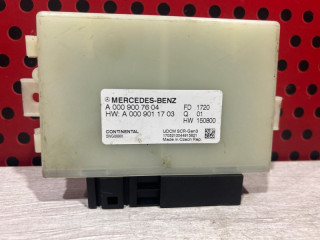 MERCEDES-BENZ
A 000 900 76 04 FD 1720
Q 01
HW: A 000 901 17 03 HW 150800
CONTINENTAL UDCM SCR-Gen3
Made in Czech Rep.